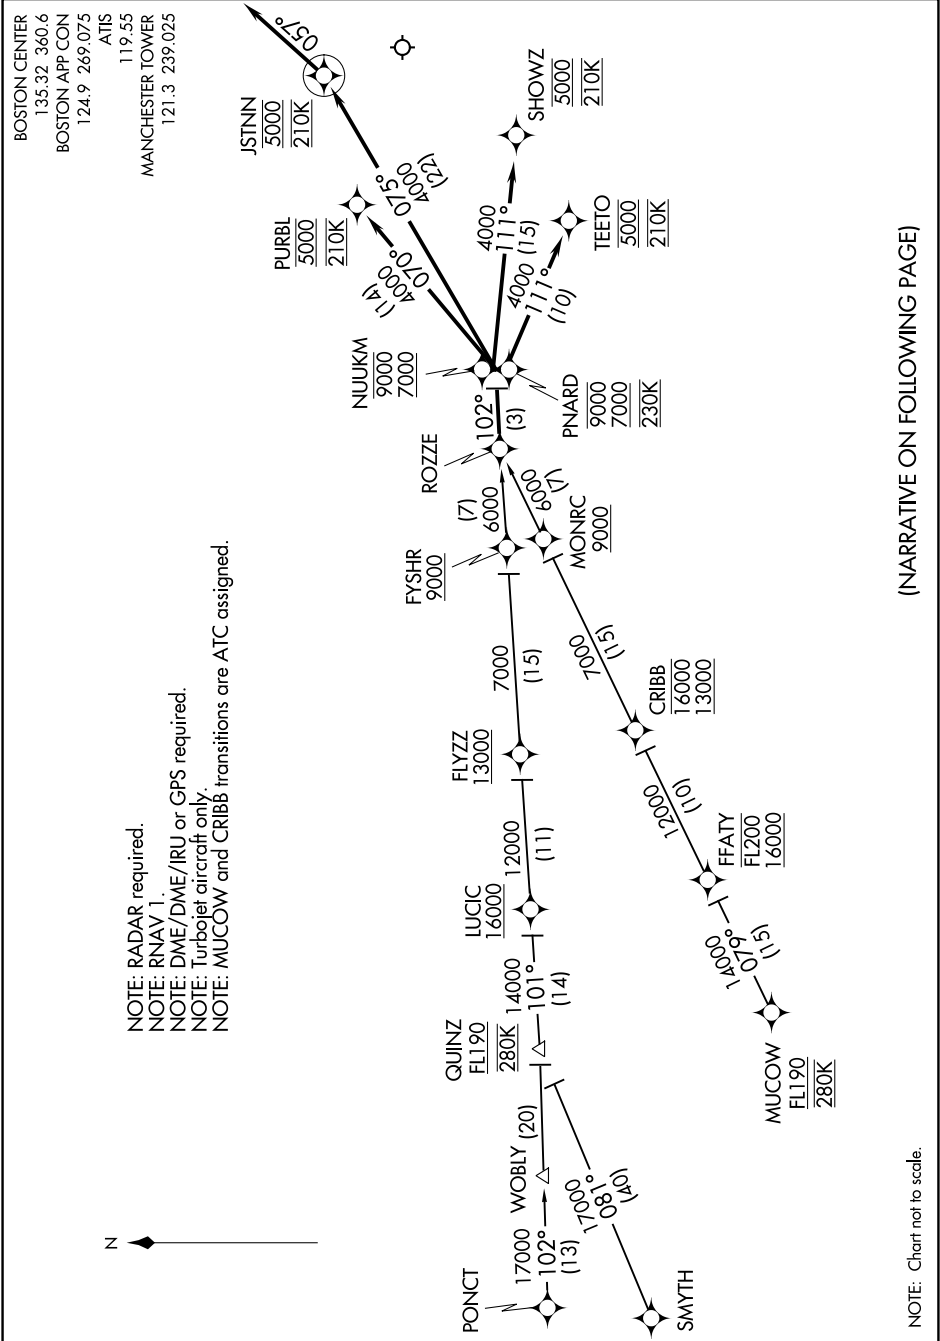 BOSTON CENTER
135.32 360.6
BOSTON APP CON
124.9 269.075
ATIS
119.55
MANCHESTER TOWER
121.3 239.025
N
NOTE: RADAR required.
NOTE: RNAV 1.
NOTE: DME/DME/IRU or GPS required.
NOTE: Turbojet aircraft only.
NOTE: MUCOW and CRIBB transitions are ATC assigned.
PONCT
17000
102°
(13)
WOBLY
(20)
SMYTH
17000
081°
(40)
QUINZ
FL190
280K
14000
101°
(14)
LUCIC
16000
12000
(11)
FLYZZ
13000
7000
(15)
FYSHR
9000
(7)
6000
ROZZE
102°
(3)
MUCOW
FL190
280K
14000
079°
(15)
FFATY
FL200
16000
12000
(10)
CRIBB
16000
13000
7000
(15)
MONRC
9000
6000
(7)
NUUKM
9000
7000
PNARD
9000
7000
230K
(14)
4000
070°
PURBL
5000
210K
075°
4000
(22)
JSTNN
5000
210K
057°
4000
111°
(15)
SHOWZ
5000
210K
4000
111°
(10)
TEETO
5000
210K
(NARRATIVE ON FOLLOWING PAGE)
NOTE: Chart not to scale.